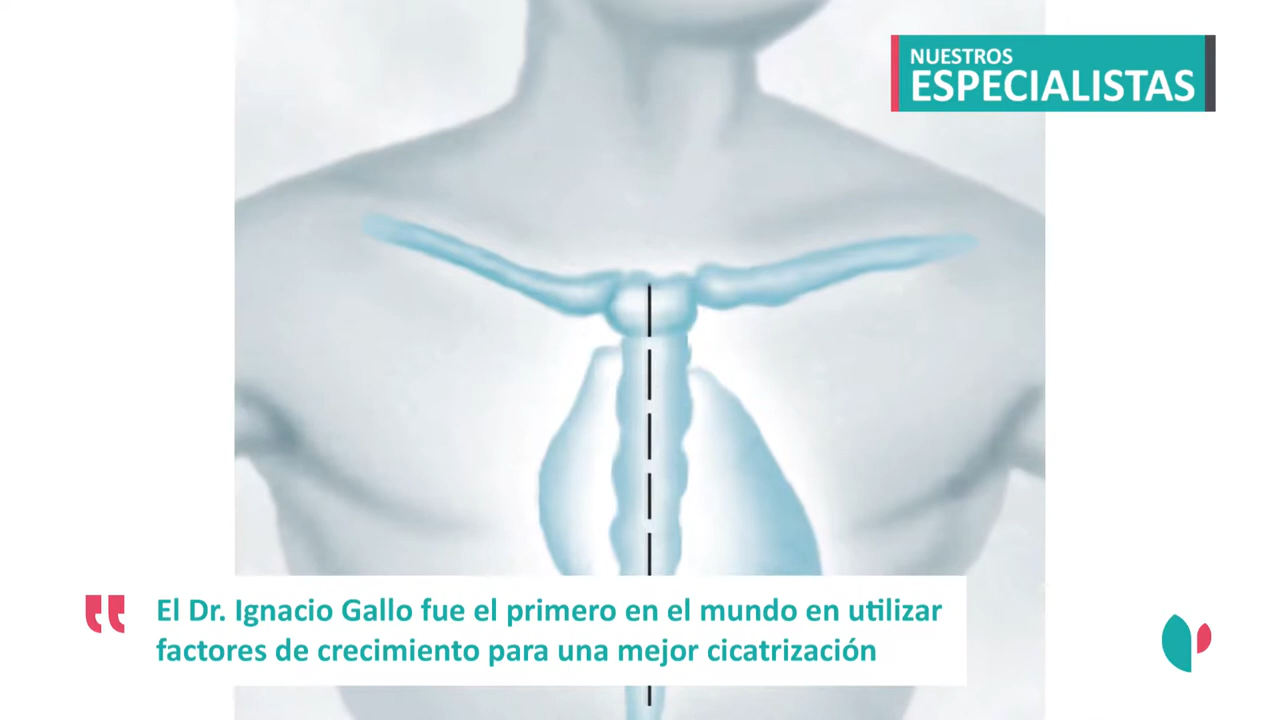 NUESTROS
ESPECIALISTAS
El Dr. Ignacio Gallo fue el primero en el mundo en utilizar
factores de crecimiento para una mejor cicatrización